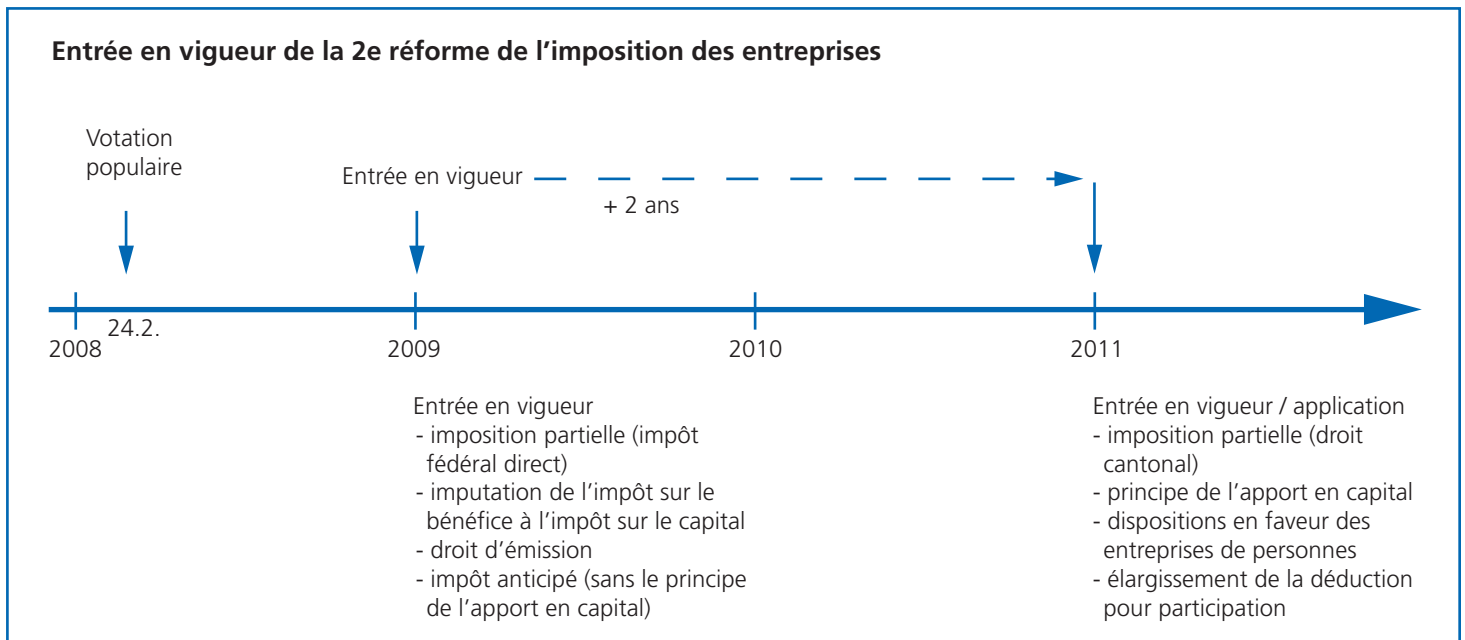 Entrée en vigueur de la 2e réforme de l’imposition des entreprises
Votation
populaire
Entrée en vigueur
+ 2 ans
24.2.
2008
2009
2010
2011
Entrée en vigueur
- imposition partielle (impôt
fédéral direct)
- imputation de l’impôt sur le
bénéfice à l’impôt sur le capital
- droit d’émission
- impôt anticipé (sans le principe
de l’apport en capital)
Entrée en vigueur / application
- imposition partielle (droit
cantonal)
- principe de l’apport en capital
- dispositions en faveur des
entreprises de personnes
- élargissement de la déduction
pour participation